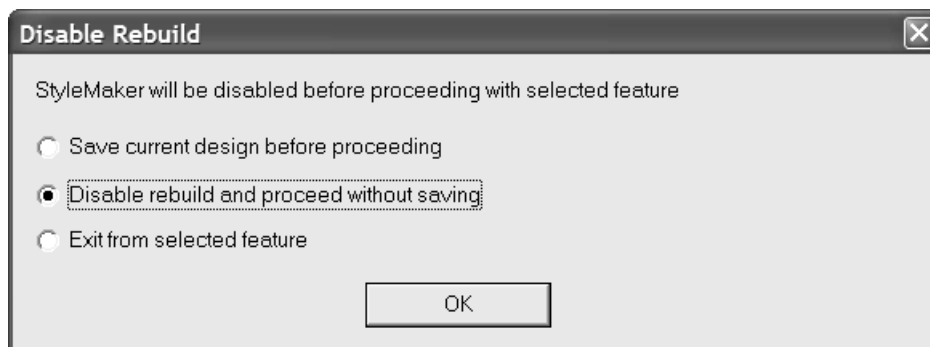 Disable Rebuild
StyleMaker will be disabled before proceeding with selected feature
Save current design before proceeding
Disable rebuild and proceed without saving
Exit from selected feature
OK